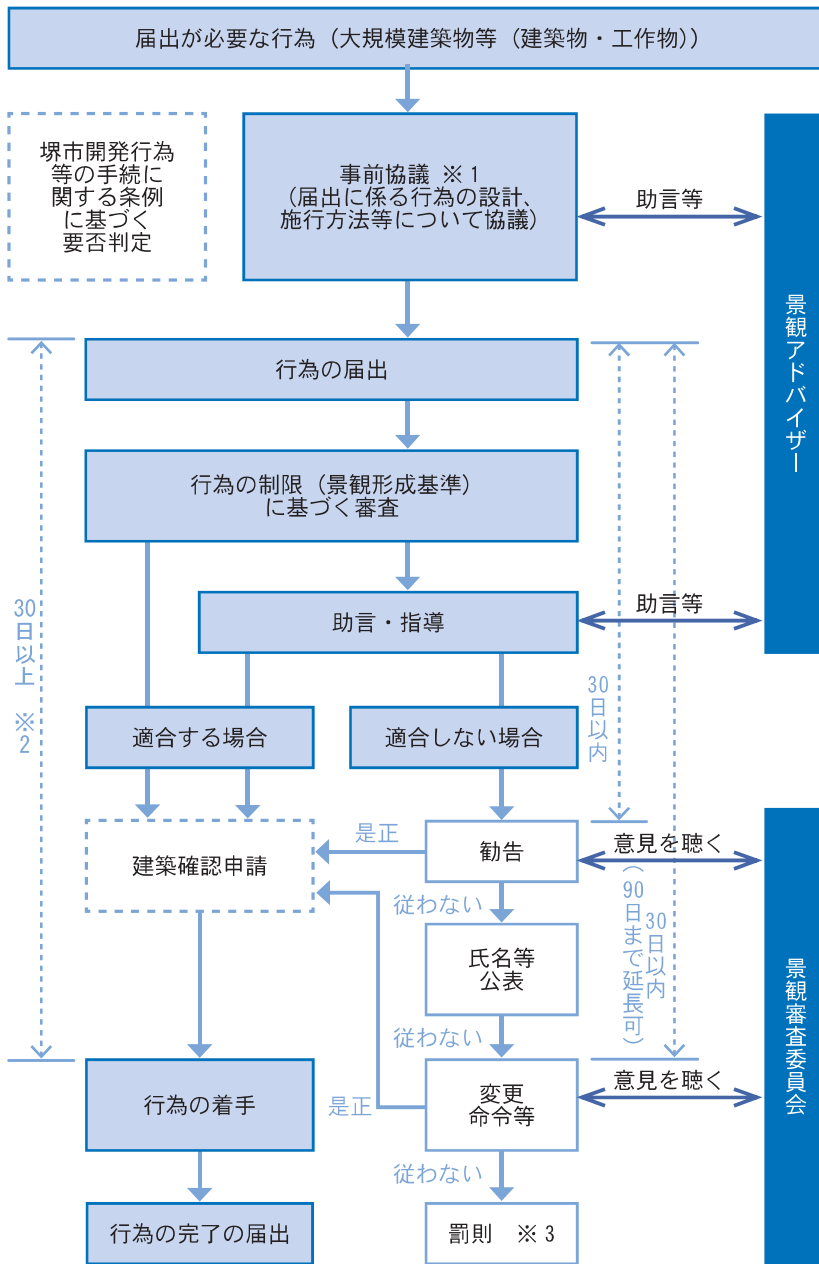 届出が必要な行為（大規模建築物等（建築物・工作物））
堺市開発行為
等の手続に
関する条例
に基づく
要否判定
事前協議 ※1
（届出に係る行為の設計、
施行方法等について協議）
助言等
景観アドバイザー
行為の届出
行為の制限（景観形成基準）
に基づく審査
助言・指導
助言等
30日以上 ※2
30日以内
適合する場合
適合しない場合
建築確認申請
是正
勧告
意見を聴く
従わない
氏名等
公表
30日以内
（90日まで延長可）
従わない
景観審査委員会
行為の着手
是正
変更
命令等
意見を聴く
従わない
行為の完了の届出
罰則 ※3